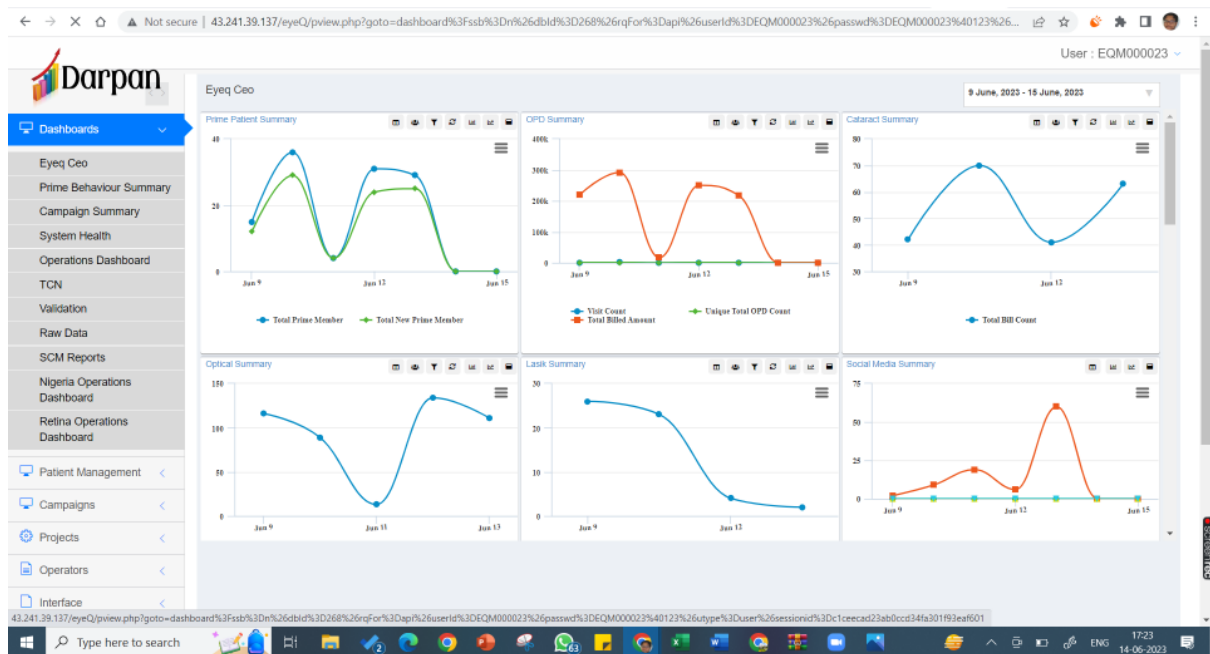 Not secure | 43.241.39.137/eyeQ/pview.php?goto=dashboard%3Fssb%3Dn%26dbId%3D268%26rqFor%3Dapi%26userId%3DEQM000023%26passwd%3DEQM000023%40123%26...
User : EQM000023
Darpan
Eyeq Ceo
9 June, 2023 - 15 June, 2023
Dashboards
Eyeq Ceo
Prime Behaviour Summary
Campaign Summary
System Health
Operations Dashboard
TCN
Validation
Raw Data
SCM Reports
Nigeria Operations
Dashboard
Retina Operations
Dashboard
Patient Management
Campaigns
Projects
Operators
Interface
Prime Patient Summary
40
20
0
Jun 9
Jun 12
Jun 15
Total Prime Member
Total New Prime Member
OPD Summary
400k
300k
200k
100k
0
Jun 9
Jun 12
Jun 15
Visit Count
Unique Total OPD Count
Total Billed Amount
Cataract Summary
80
70
60
50
40
30
Jun 9
Jun 12
Total Bill Count
Optical Summary
150
100
50
0
Jun 9
Jun 11
Jun 13
Lasik Summary
30
20
10
0
Jun 9
Jun 12
Social Media Summary
75
50
25
0
Jun 9
Jun 12
Jun 15
43.241.39.137/eyeQ/pview.php?goto=dashboard%3Fssb%3Dn%26dbId%3D268%26rqFor%3Dapi%26userId%3DEQM000023%26passwd%3DEQM000023%40123%26utype%3Duser%26sessionid%3Dc1ceecad23ab0ccd34fa301f93eaf601
Type here to search
63
ENG
17:23
14-06-2023